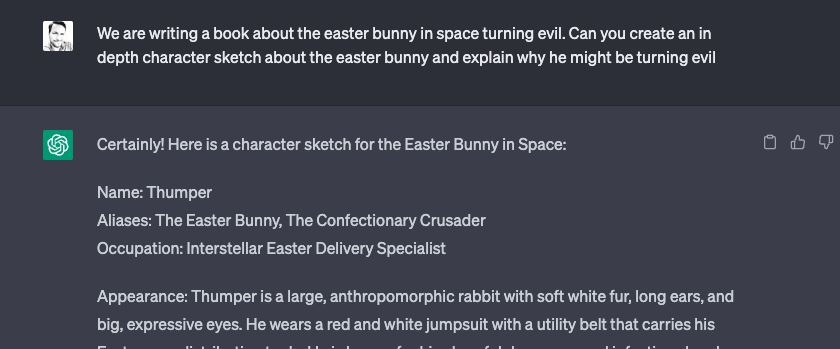 We are writing a book about the easter bunny in space turning evil. Can you create an in
depth character sketch about the easter bunny and explain why he might be turning evil
Certainly! Here is a character sketch for the Easter Bunny in Space:
Name: Thumper
Aliases: The Easter Bunny, The Confectionary Crusader
Occupation: Interstellar Easter Delivery Specialist
Appearance: Thumper is a large, anthropomorphic rabbit with soft white fur, long ears, and
big, expressive eyes. He wears a red and white jumpsuit with a utility belt that carries his